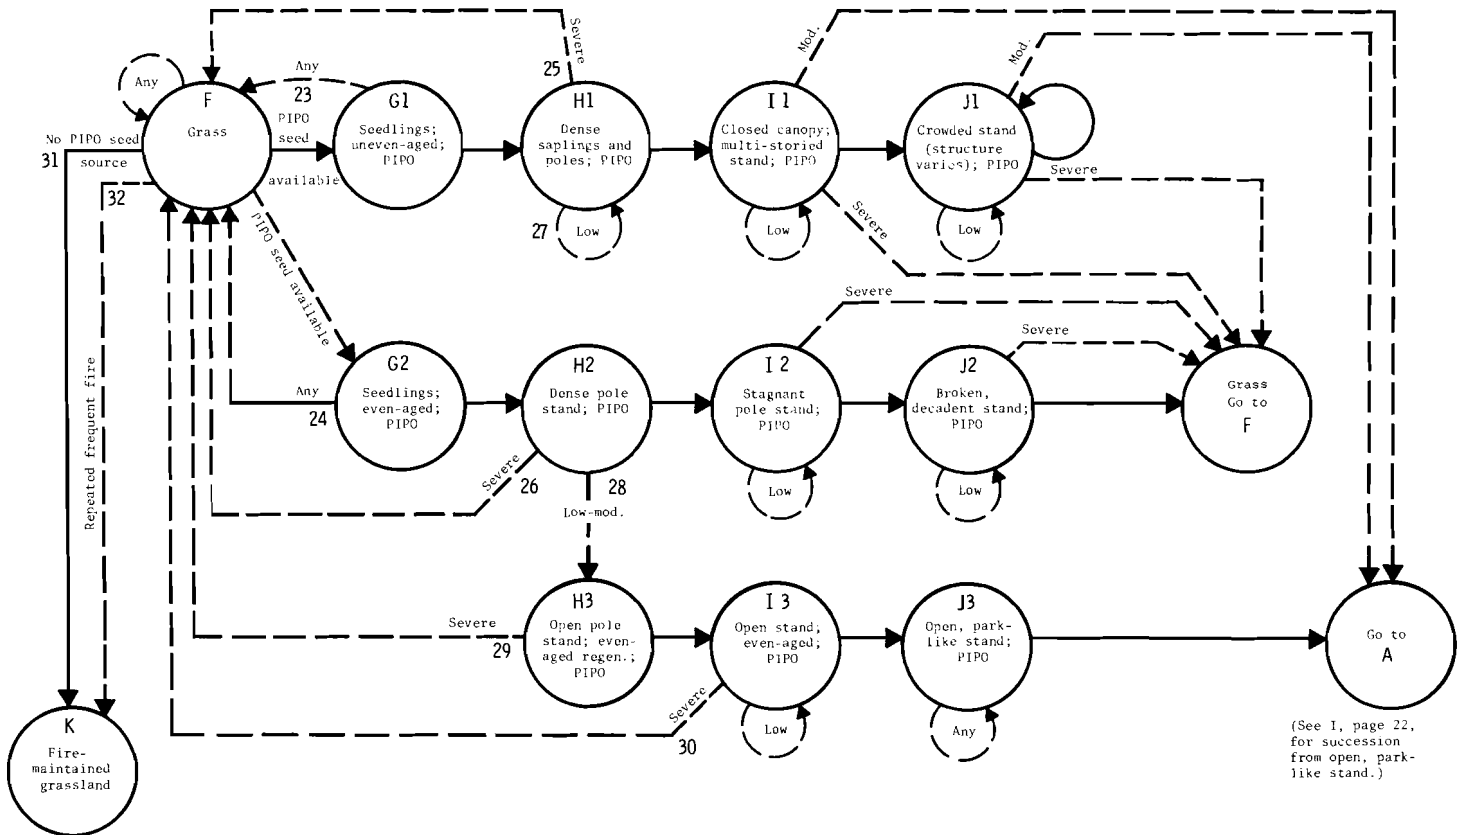 Severe
25
Mod.
Mod.
Any
Any
23
F
Grass
PIPO
seed
available
G1
Seedlings;
uneven-aged;
PIPO
H1
Dense
saplings and
poles; PIPO
I1
Closed canopy;
multi-storied
stand; PIPO
J1
Crowded stand
(structure
varies); PIPO
No PIPO seed
31
source
32
27
Low
Low
Low
Severe
Severe
PIPO seed available
Severe
Severe
Repeated frequent fire
Any
24
G2
Seedlings;
even-aged;
PIPO
H2
Dense pole
stand; PIPO
I2
Stagnant
pole stand;
PIPO
J2
Broken,
decadent stand;
PIPO
Grass
Go to
F
Severe
26
28
Low-mod.
Low
Low
Severe
29
H3
Open pole
stand; even-
aged regen.;
PIPO
I3
Open stand;
even-aged;
PIPO
J3
Open, park-
like stand;
PIPO
Go to
A
Severe
30
Low
Any
K
Fire-
maintained
grassland
(See I, page 22,
for succession
from open, park-
like stand.)